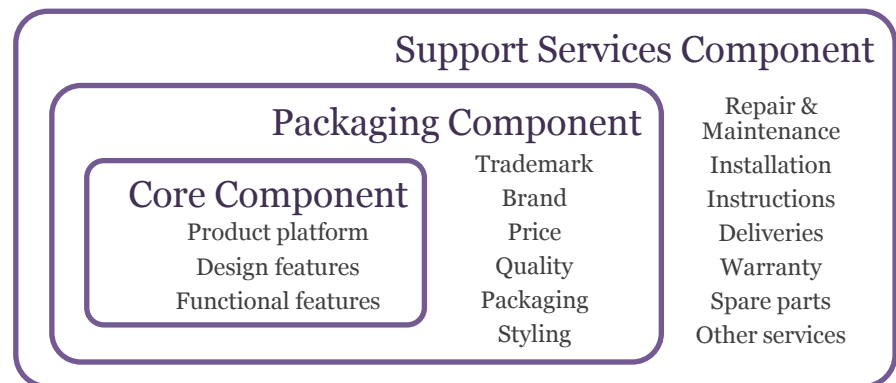 Support Services Component
Packaging Component
Core Component
Product platform
Design features
Functional features
Trademark
Brand
Price
Quality
Packaging
Styling
Repair &
Maintenance
Installation
Instructions
Deliveries
Warranty
Spare parts
Other services